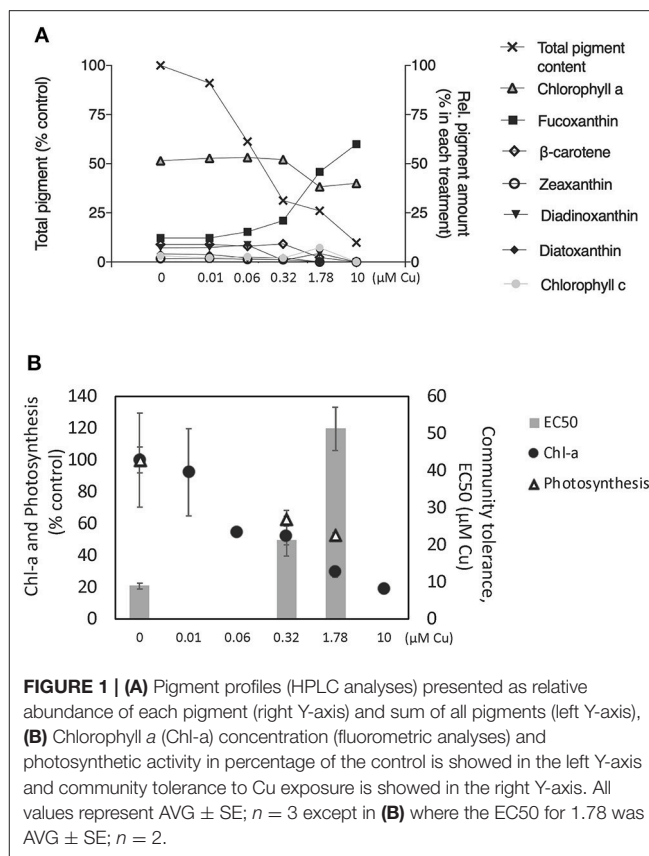 A
Total pigment (% control)
100
75
50
25
0
0 0.01 0.06 0.32 1.78 10 (μM Cu)
100
75
50
25
0
Rel. pigment amount
(% in each treatment)
Total pigment content
Chlorophyll a
Fucoxanthin
β-carotene
Zeaxanthin
Diadinoxanthin
Diatoxanthin
Chlorophyll c
B
Chl-a and Photosynthesis
(% control)
140
120
100
80
60
40
20
0
0 0.01 0.06 0.32 1.78 10 (μM Cu)
60
50
40
30
20
10
0
Community tolerance,
EC50 (μM Cu)
EC50
Chl-a
Photosynthesis
FIGURE 1 | (A) Pigment profiles (HPLC analyses) presented as relative
abundance of each pigment (right Y-axis) and sum of all pigments (left Y-axis),
(B) Chlorophyll a (Chl-a) concentration (fluorometric analyses) and
photosynthetic activity in percentage of the control is showed in the left Y-axis
and community tolerance to Cu exposure is showed in the right Y-axis. All
values represent AVG ± SE; n = 3 except in (B) where the EC50 for 1.78 was
AVG ± SE; n = 2.